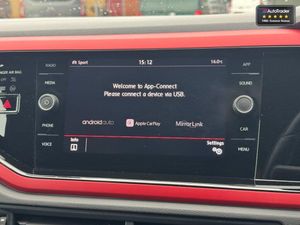 AutoTrader
RADIO
Sport
15:12
14.0
APP
MEDIA
SOUND
Welcome to App-Connect
Please connect a device via USB.
PHONE
androidauto
Apple CarPlay
MirrorLink
CAR
VOICE
Info
Settings
MENU